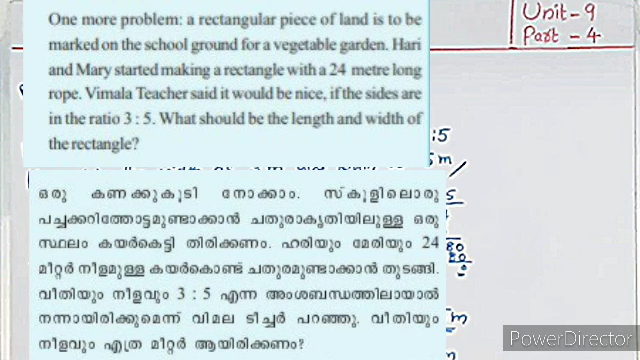 One more problem: a rectangular piece of land is to be
marked on the school ground for a vegetable garden. Hari
and Mary started making a rectangle with a 24 metre long
rope. Vimala Teacher said it would be nice, if the sides are
in the ratio 3 : 5. What should be the length and width of
the rectangle?
Unit-9
Part - 4
:5
5m
5
80
m
ഒരു കണക്കുകൂടി നോക്കാം. സ്കൂളിലൊരു
പച്ചക്കറിത്തോട്ടമുണ്ടാക്കാൻ ചതുരാകൃതിയിലുള്ള ഒരു
സ്ഥലം കയർകെട്ടി തിരിക്കണം. ഹരിയും മേരിയും 24
മീറ്റർ നീളമുള്ള കയർകൊണ്ട് ചതുരമുണ്ടാക്കാൻ തുടങ്ങി.
വീതിയും നീളവും 3 : 5 എന്ന അംശബന്ധത്തിലായാൽ
നന്നായിരിക്കുമെന്ന് വിമല ടീച്ചർ പറഞ്ഞു. വീതിയും
നീളവും എത്ര മീറ്റർ ആയിരിക്കണം?
PowerDirector